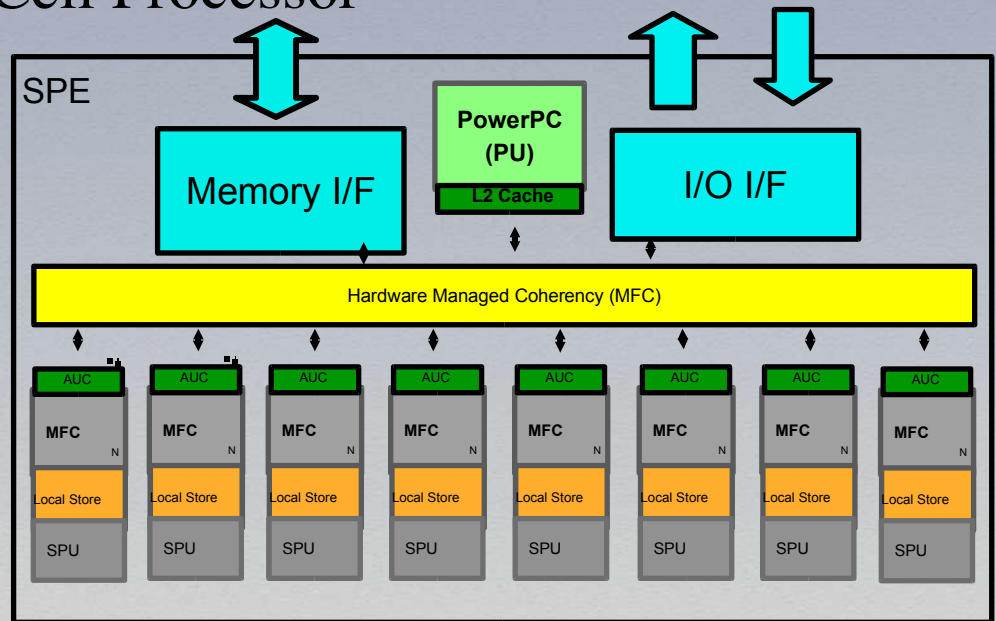 Cell Processor
SPE
PowerPC
(PU)
L2 Cache
Memory I/F
I/O I/F
Hardware Managed Coherency (MFC)
AUC AUC AUC AUC AUC AUC AUC AUC
MFC MFC MFC MFC MFC MFC MFC MFC
N N N N N N N N
Local Store Local Store Local Store Local Store Local Store Local Store Local Store Local Store
SPU SPU SPU SPU SPU SPU SPU SPU